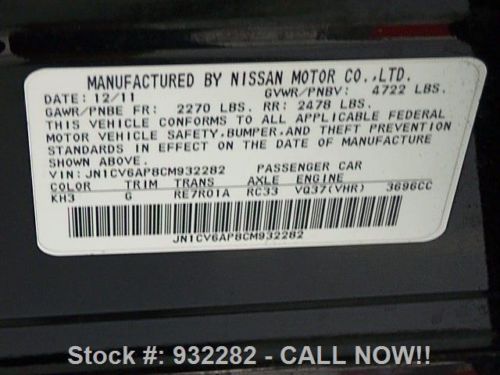 MANUFACTURED BY NISSAN MOTOR CO.,LTD.
DATE: 12/11 GVWR/PNBV: 4722 LBS.
GAWR/PNBE FR: 2270 LBS. RR: 2478 LBS.
THIS VEHICLE CONFORMS TO ALL APPLICABLE FEDERAL
MOTOR VEHICLE SAFETY,BUMPER,AND THEFT PREVENTION
STANDARDS IN EFFECT ON THE DATE OF MANUFACTURE
SHOWN ABOVE.
VIN: JN1CV6AP8CM932282 PASSENGER CAR
COLOR TRIM TRANS AXLE ENGINE
KH3 G RE7R01A RC33 VQ37(VHR) 3696CC
JN1CV6AP8CM932282
Stock #: 932282 - CALL NOW!!